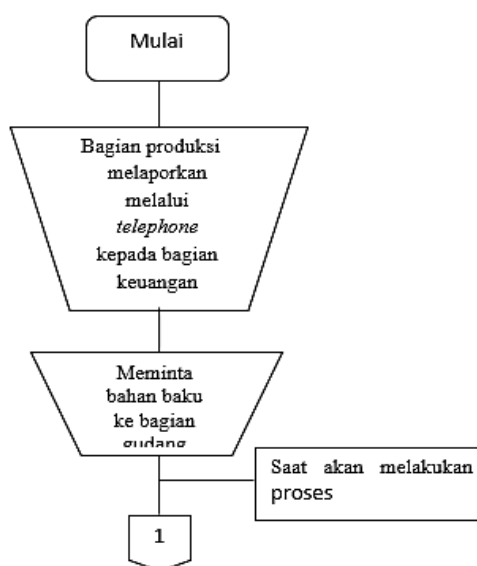 Mulai
Bagian produksi
melaporkan
melalui
telephone
kepada bagian
keuangan
Meminta
bahan baku
ke bagian
gudang
Saat akan melakukan
proses
1